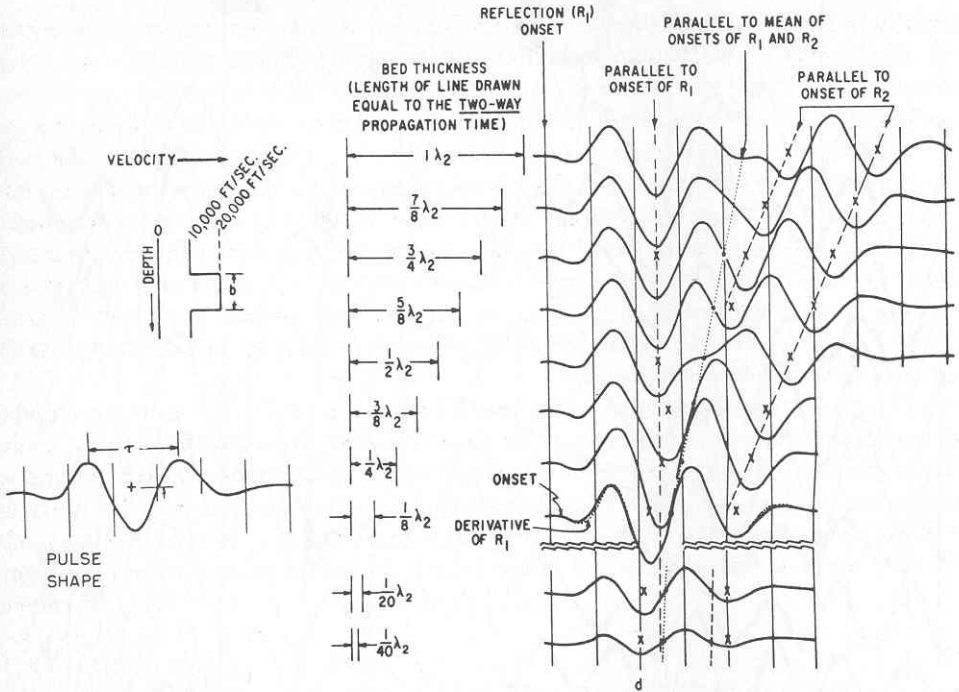 REFLECTION (R₁)
ONSET
PARALLEL TO MEAN OF
ONSETS OF R₁ AND R₂
BED THICKNESS
(LENGTH OF LINE DRAWN
EQUAL TO THE TWO-WAY
PROPAGATION TIME)
PARALLEL TO
ONSET OF R₁
PARALLEL TO
ONSET OF R₂
VELOCITY
0
10,000 FT/SEC.
20,000 FT/SEC.
DEPTH
b
1 λ₂
7/8 λ₂
3/4 λ₂
5/8 λ₂
1/2 λ₂
3/8 λ₂
1/4 λ₂
1/8 λ₂
1/20 λ₂
1/40 λ₂
τ
PULSE
SHAPE
ONSET
DERIVATIVE
OF R₁
d